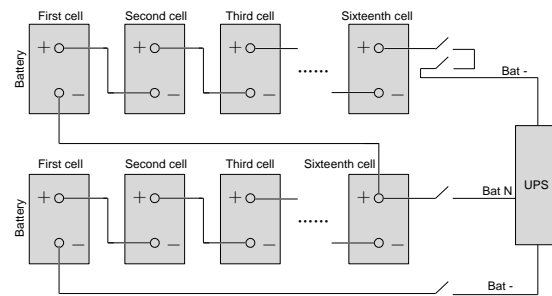 First cell Second cell Third cell Sixteenth cell
Battery
+ + + +
......
— — — —
Bat -
First cell Second cell Third cell Sixteenth cell
Battery
+ + + +
......
— — — —
Bat N
UPS
Bat -